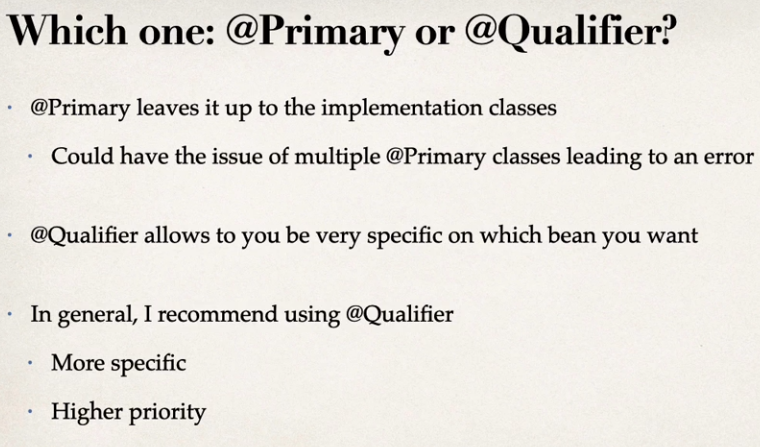 Which one: @Primary or @Qualifier?
• @Primary leaves it up to the implementation classes
• Could have the issue of multiple @Primary classes leading to an error
• @Qualifier allows to you be very specific on which bean you want
• In general, I recommend using @Qualifier
• More specific
• Higher priority